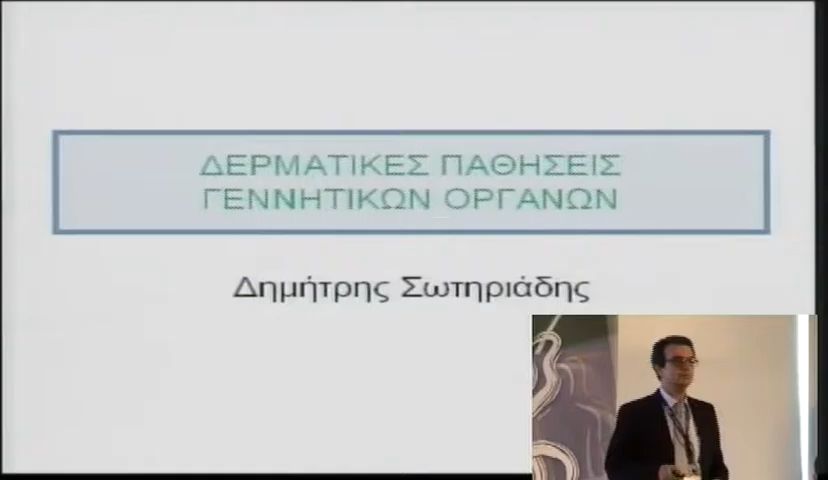 ΔΕΡΜΑΤΙΚΕΣ ΠΑΘΗΣΕΙΣ
ΓΕΝΝΗΤΙΚΩΝ ΟΡΓΑΝΩΝ
Δημήτρης Σωτηριάδης